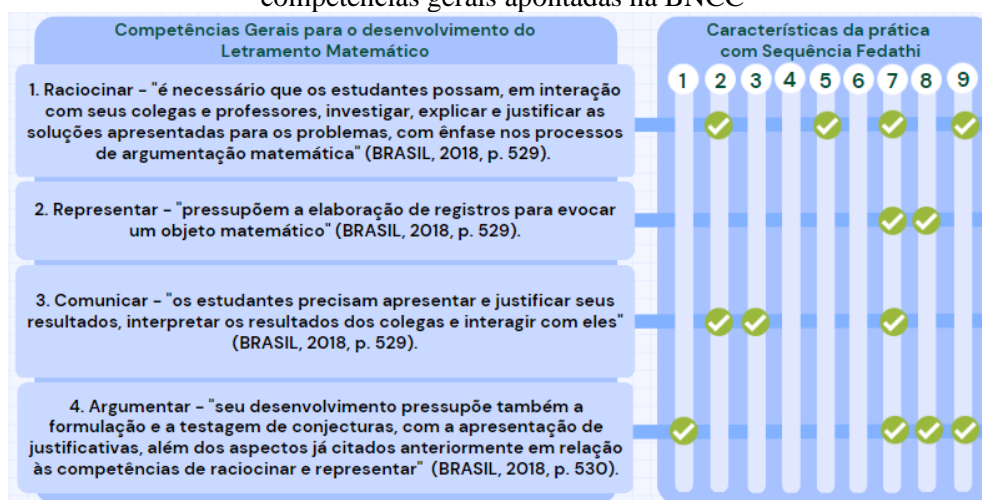 competências gerais apontadas na BNCC
Competências Gerais para o desenvolvimento do
Letramento Matemático
Características da prática
com Sequência Fedathi
1 2 3 4 5 6 7 8 9
1. Raciocinar - "é necessário que os estudantes possam, em interação
com seus colegas e professores, investigar, explicar e justificar as
soluções apresentadas para os problemas, com ênfase nos processos
de argumentação matemática" (BRASIL, 2018, p. 529).
2. Representar - "pressupõem a elaboração de registros para evocar
um objeto matemático" (BRASIL, 2018, p. 529).
3. Comunicar - "os estudantes precisam apresentar e justificar seus
resultados, interpretar os resultados dos colegas e interagir com eles"
(BRASIL, 2018, p. 529).
4. Argumentar - "seu desenvolvimento pressupõe também a
formulação e a testagem de conjecturas, com a apresentação de
justificativas, além dos aspectos já citados anteriormente em relação
às competências de raciocinar e representar" (BRASIL, 2018, p. 530).